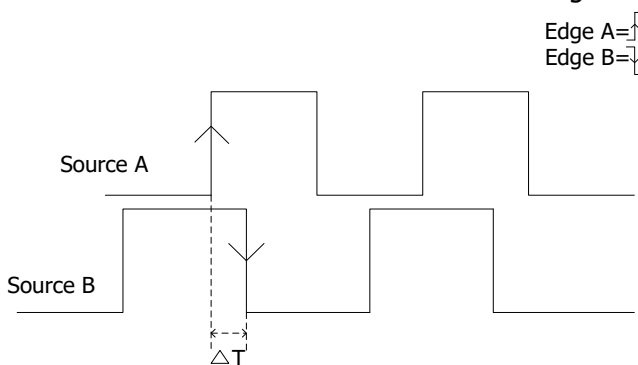 Edge A=
Edge B=
Source A
Source B
△T